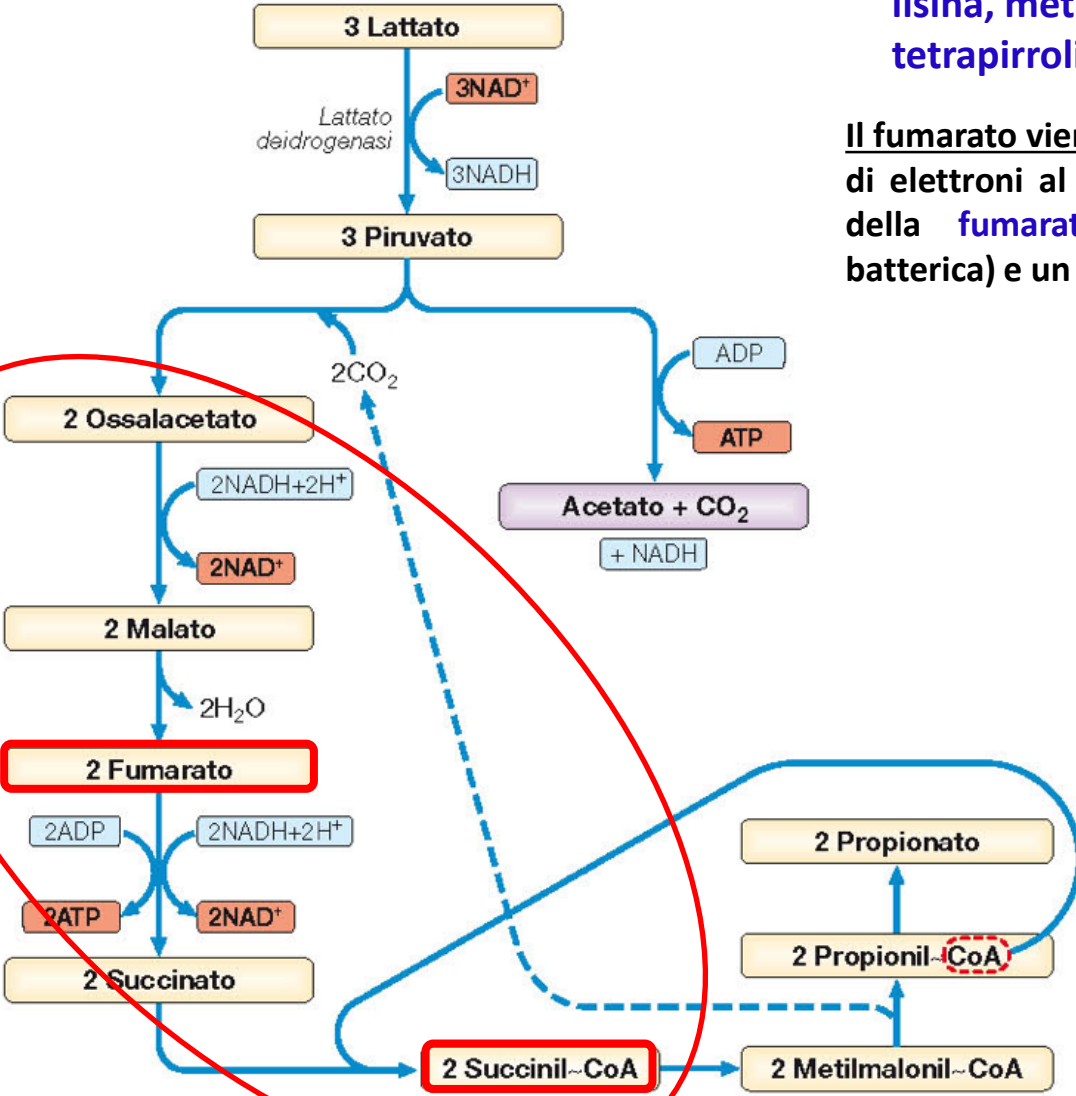 3 Lattato
Lattato
deidrogenasi
3NAD⁺
3NADH
3 Piruvato
2CO₂
ADP
ATP
Acetato + CO₂
+ NADH
2 Ossalacetato
2NADH+2H⁺
2NAD⁺
2 Malato
2H₂O
2 Fumarato
2ADP
2NADH+2H⁺
2ATP
2NAD⁺
2 Succinato
2 Succinil~CoA
2 Metilmalonil~CoA
2 Propionil~CoA
2 Propionato
lisina, met
tetrapirroli
Il fumarato vien
di elettroni al
della fumarat
batterica) e un